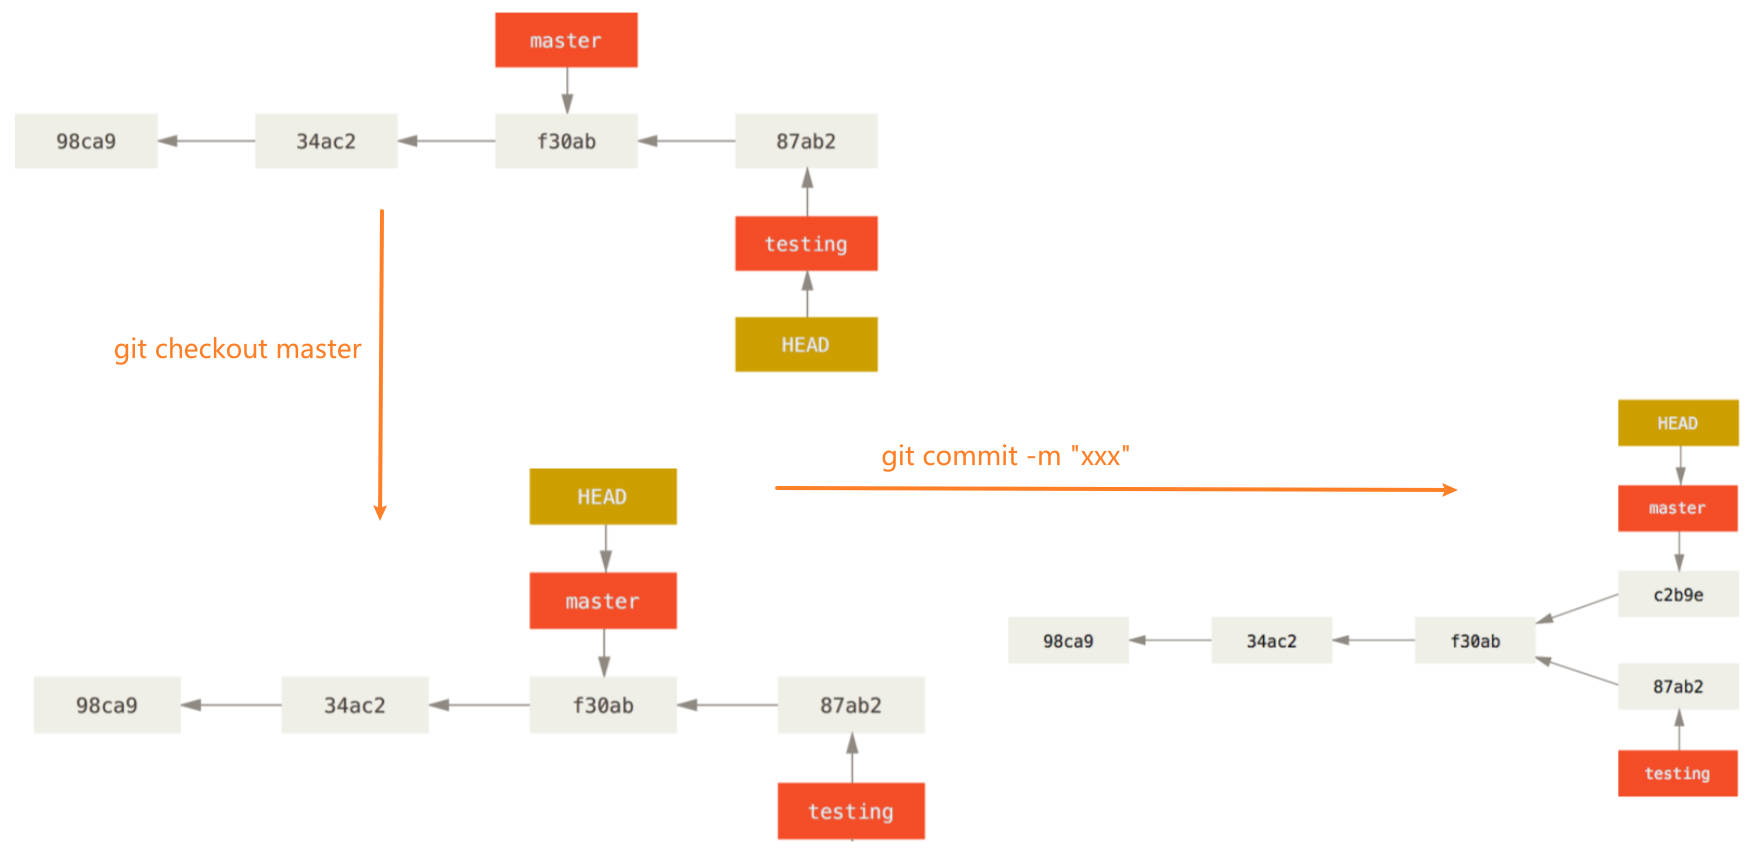 master
98ca9
34ac2
f30ab
87ab2
testing
HEAD
git checkout master
git commit -m "xxx"
HEAD
master
98ca9
34ac2
f30ab
87ab2
testing
HEAD
master
c2b9e
98ca9
34ac2
f30ab
87ab2
testing